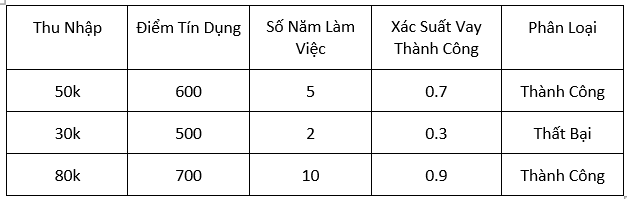 Thu Nhập Điểm Tín Dụng Số Năm Làm Việc Xác Suất Vay Thành Công Phân Loại
50k 600 5 0.7 Thành Công
30k 500 2 0.3 Thất Bại
80k 700 10 0.9 Thành Công